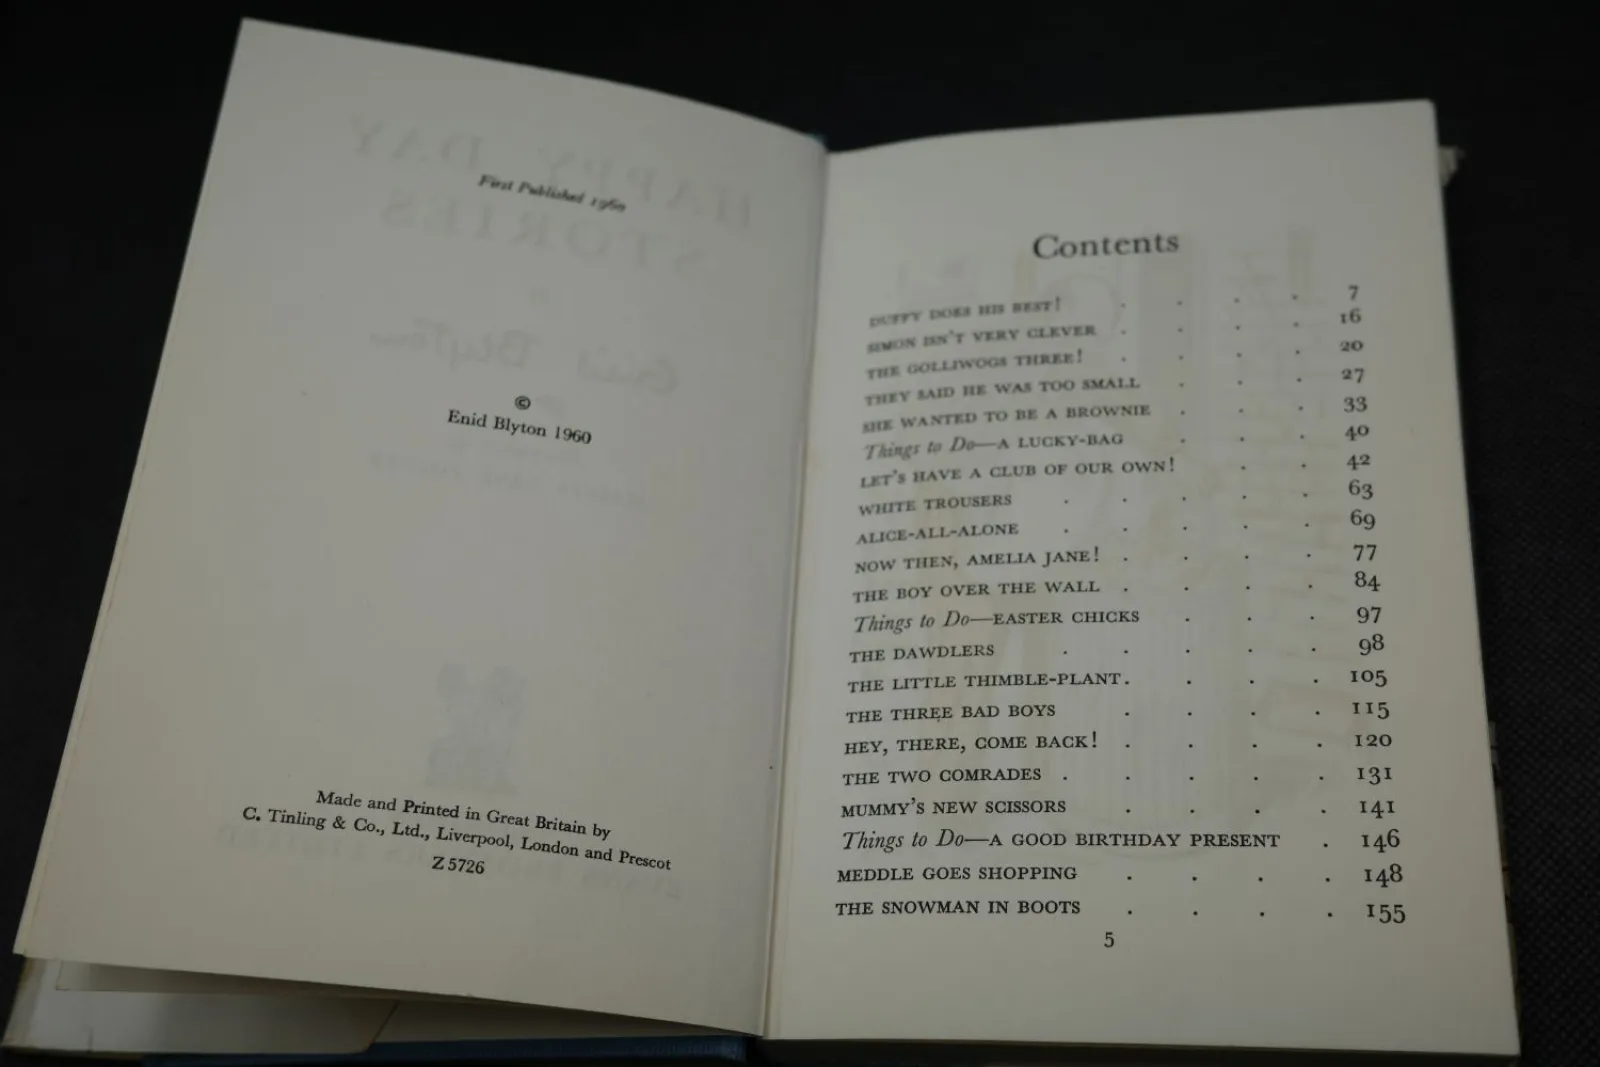 First Published 1960
©
Enid Blyton 1960
Made and Printed in Great Britain by
C. Tinling & Co., Ltd., Liverpool, London and Prescot
Z 5726
Contents
DUFFY DOES HIS BEST! . . . . 7
SIMON ISN'T VERY CLEVER . . . . 16
THE GOLLIWOGS THREE! . . . . 20
THEY SAID HE WAS TOO SMALL . . . 27
SHE WANTED TO BE A BROWNIE . . . 33
Things to Do—A LUCKY-BAG . . . 40
LET'S HAVE A CLUB OF OUR OWN! . . 42
WHITE TROUSERS . . . . . 63
ALICE-ALL-ALONE . . . . . 69
NOW THEN, AMELIA JANE! . . . . 77
THE BOY OVER THE WALL . . . . 84
Things to Do—EASTER CHICKS . . . 97
THE DAWDLERS . . . . . 98
THE LITTLE THIMBLE-PLANT . . . . 105
THE THREE BAD BOYS . . . . 115
HEY, THERE, COME BACK! . . . . 120
THE TWO COMRADES . . . . . 131
MUMMY'S NEW SCISSORS . . . . 141
Things to Do—A GOOD BIRTHDAY PRESENT . 146
MEDDLE GOES SHOPPING . . . . 148
THE SNOWMAN IN BOOTS . . . . 155
5